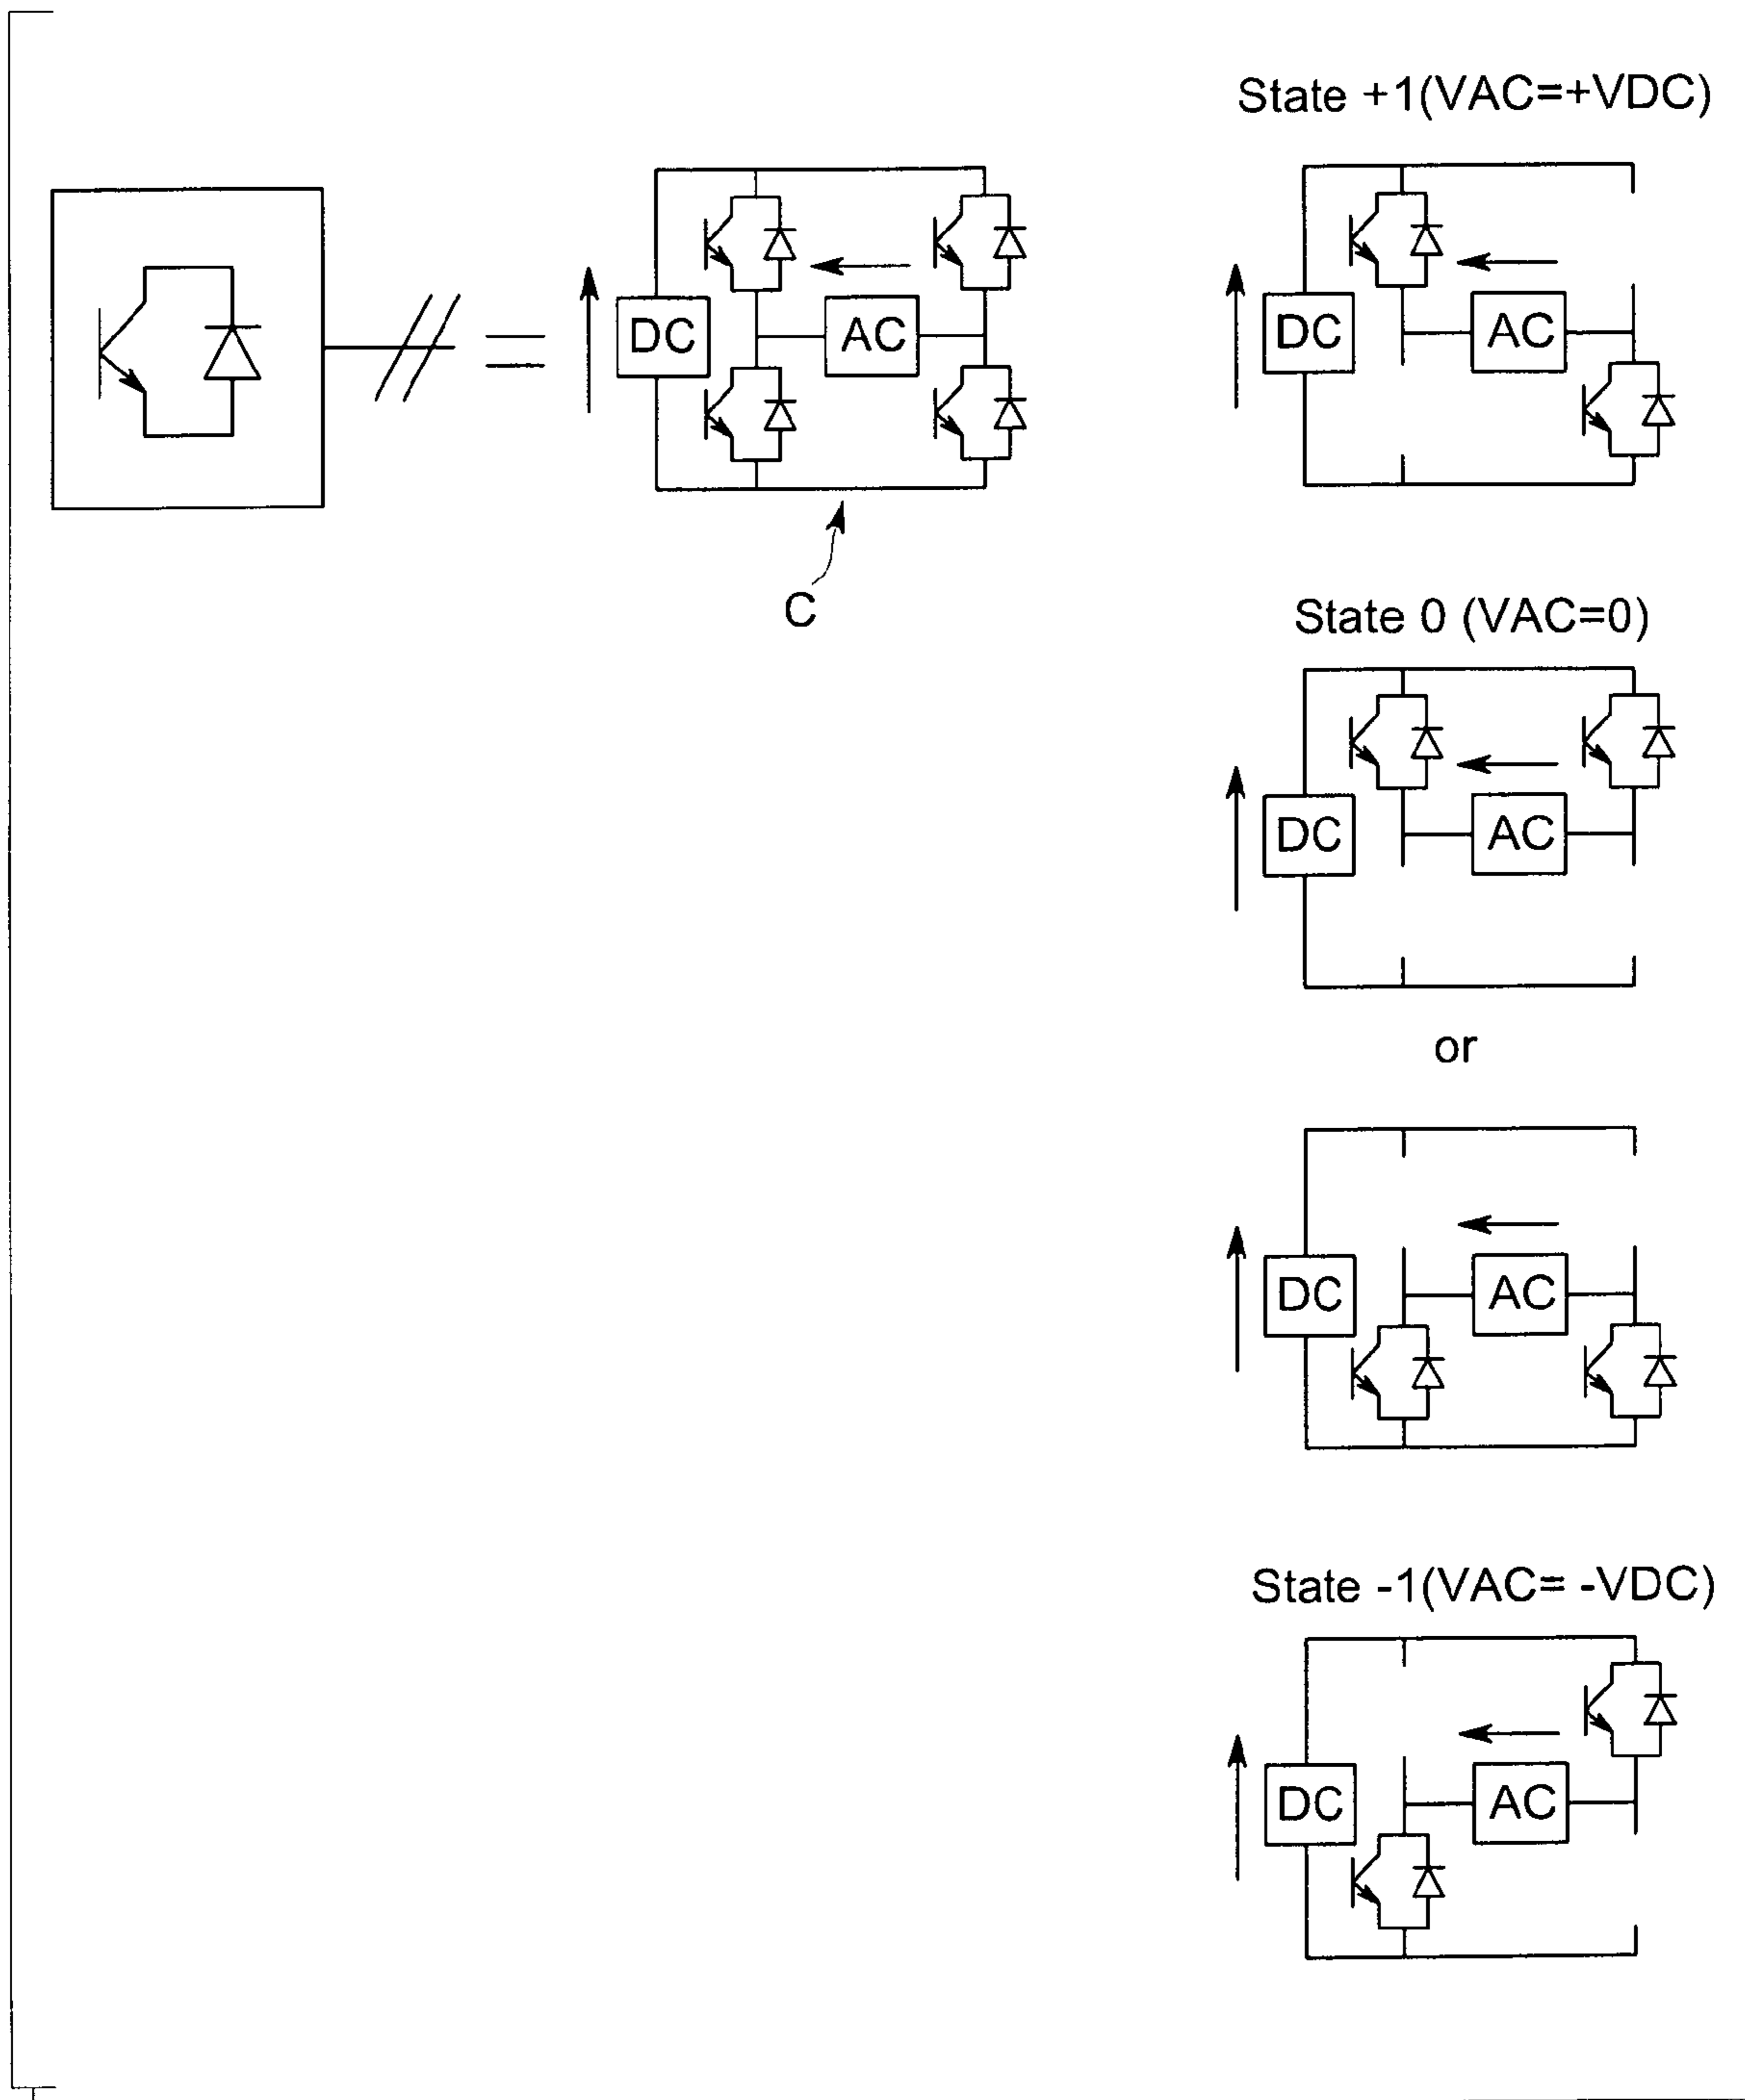 State +1(VAC=+VDC)
DC
AC
DC
AC
C
State 0 (VAC=0)
DC
AC
or
DC
AC
State -1(VAC= -VDC)
DC
AC